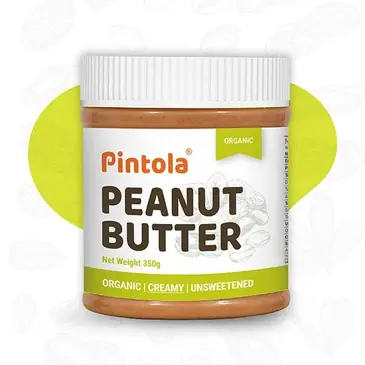 ORGANIC
Pintola®
PEANUT
BUTTER
Net Weight 350g
ORGANIC | CREAMY | UNSWEETENED